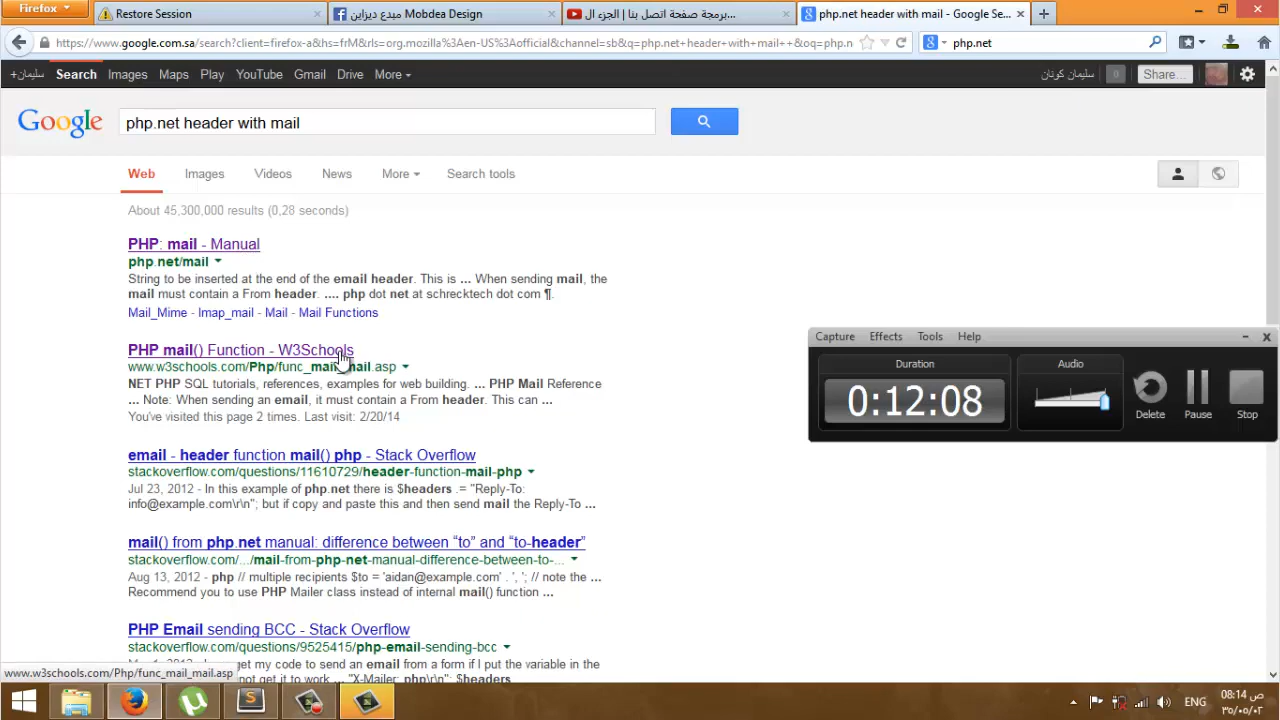 Firefox
Restore Session
Mobdea Design مبدع ديزاين
برمجة صفحة اتصل بنا | الجزء ال...
php.net header with mail - Google Se...
https://www.google.com.sa/search?client=firefox-a&hs=frM&rls=org.mozilla%3Aen-US%3Aofficial&channel=sb&q=php.net+header+with+mail++&oq=php.n
php.net
+سليمان
Search
Images
Maps
Play
YouTube
Gmail
Drive
More
سليمان كوتان
0
Share...
Google
php.net header with mail
Web
Images
Videos
News
More
Search tools
About 45,300,000 results (0,28 seconds)
PHP: mail - Manual
php.net/mail
String to be inserted at the end of the email header. This is ... When sending mail, the
mail must contain a From header. .... php dot net at schrecktech dot com ¶.
Mail_Mime - Imap_mail - Mail - Mail Functions
PHP mail() Function - W3Schools
www.w3schools.com/Php/func_mail_mail.asp
NET PHP SQL tutorials, references, examples for web building. ... PHP Mail Reference
... Note: When sending an email, it must contain a From header. This can ...
You've visited this page 2 times. Last visit: 2/20/14
email - header function mail() php - Stack Overflow
stackoverflow.com/questions/11610729/header-function-mail-php
Jul 23, 2012 - In this example of php.net there is $headers .= "Reply-To:
info@example.com\r\n"; but if copy and paste this and then send mail the Reply-To ...
mail() from php.net manual: difference between “to” and “to-header”
stackoverflow.com/.../mail-from-php-net-manual-difference-between-to-...
Aug 13, 2012 - php // multiple recipients $to = 'aidan@example.com' . ', '; // note the ...
Recommend you to use PHP Mailer class instead of internal mail() function ...
PHP Email sending BCC - Stack Overflow
stackoverflow.com/questions/9525415/php-email-sending-bcc
get my code to send an email from a form if I put the variable in the
not get it to work ... "X-Mailer: php\r\n"; $headers
www.w3schools.com/Php/func_mail_mail.asp
Capture
Effects
Tools
Help
Duration
0:12:08
Audio
Delete
Pause
Stop
ENG
08:14 ص
٣٥/٠٥/٠٢